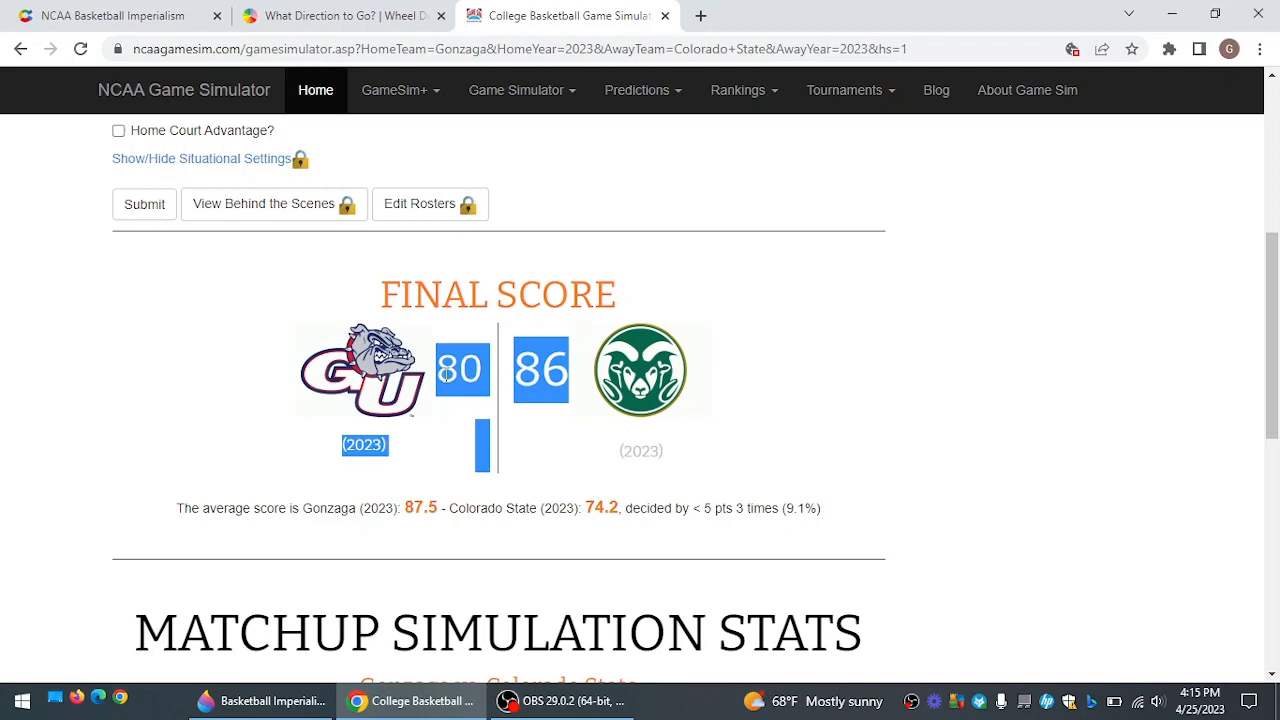 NCAA Basketball Imperialism
What Direction to Go? | Wheel D
College Basketball Game Simulat
ncaagamesim.com/gamesimulator.asp?HomeTeam=Gonzaga&HomeYear=2023&AwayTeam=Colorado+State&AwayYear=2023&hs=1
G
NCAA Game Simulator
Home
GameSim+
Game Simulator
Predictions
Rankings
Tournaments
Blog
About Game Sim
Home Court Advantage?
Show/Hide Situational Settings
Submit
View Behind the Scenes
Edit Rosters
FINAL SCORE
GU
80
86
(2023)
(2023)
The average score is Gonzaga (2023): 87.5 - Colorado State (2023): 74.2, decided by < 5 pts 3 times (9.1%)
MATCHUP SIMULATION STATS
Gonzaga vs Colorado State
Basketball Imperiali...
College Basketball ...
OBS 29.0.2 (64-bit, ...
68°F Mostly sunny
4:15 PM
4/25/2023